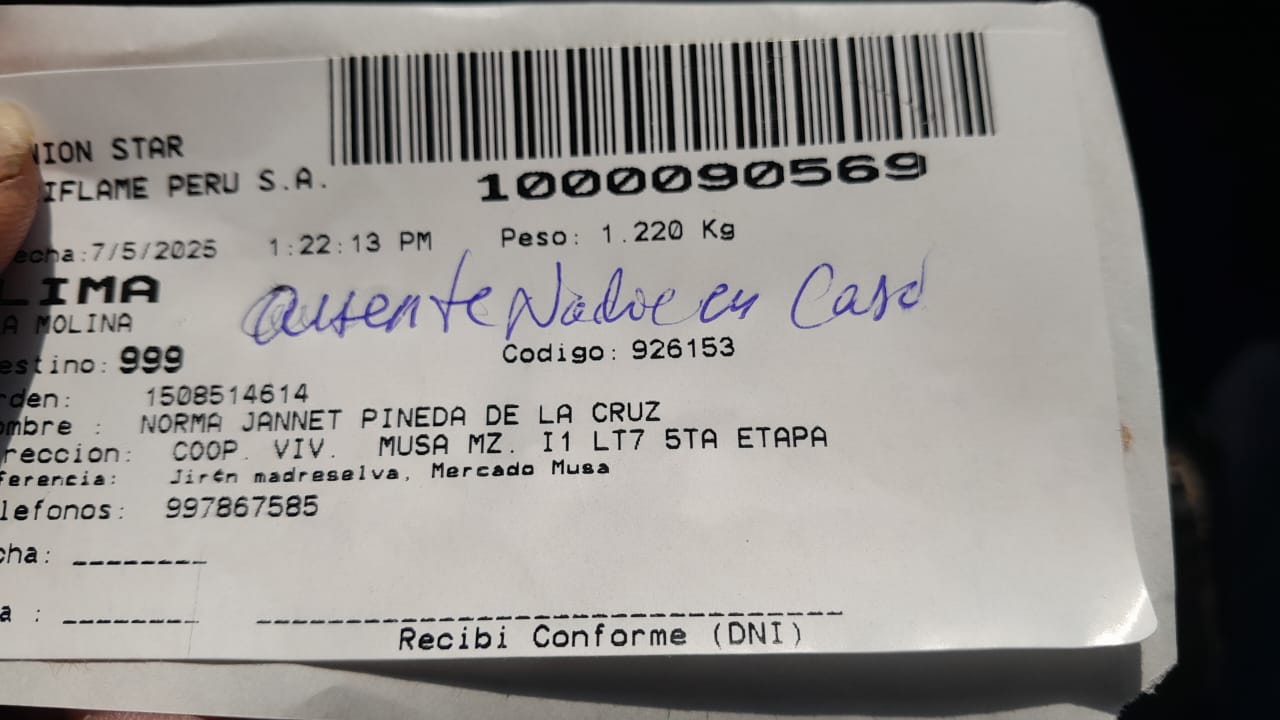 NION STAR
IFLAME PERU S.A.
1000090569
echa:7/5/2025 1:22:13 PM Peso: 1.220 Kg
LIMA
A MOLINA
ausente Nadie en Casa
estino: 999 Codigo: 926153
rden: 1508514614
ombre : NORMA JANNET PINEDA DE LA CRUZ
reccion: COOP. VIV. MUSA MZ. I1 LT7 5TA ETAPA
ferencia: Jirón madreselva, Mercado Musa
lefonos: 997867585
cha: ________
a : ________
Recibi Conforme (DNI)